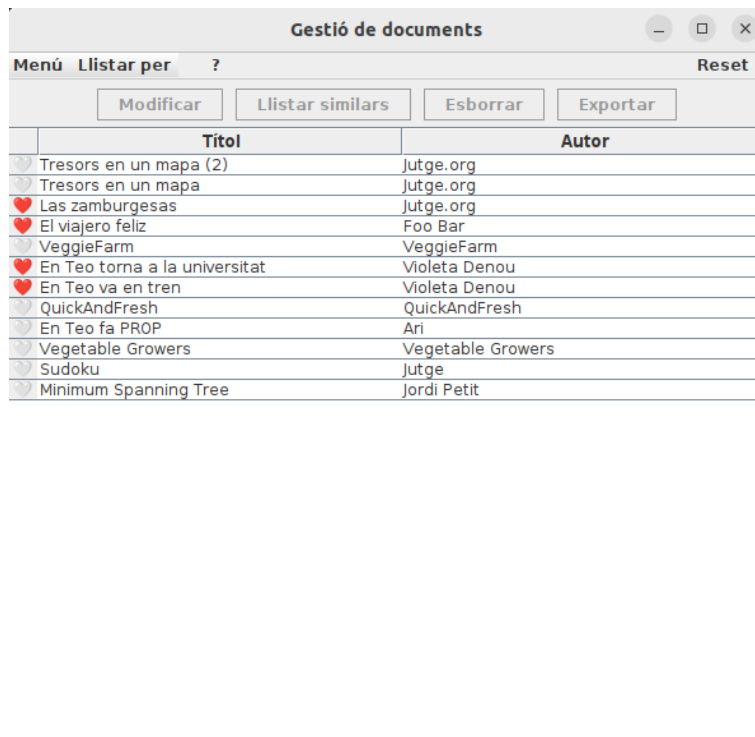 Gestió de documents
Menú Llistar per ? Reset
Modificar Llistar similars Esborrar Exportar
Títol Autor
Tresors en un mapa (2) Jutge.org
Tresors en un mapa Jutge.org
Las zamburgesas Jutge.org
El viajero feliz Foo Bar
VeggieFarm VeggieFarm
En Teo torna a la universitat Violeta Denou
En Teo va en tren Violeta Denou
QuickAndFresh QuickAndFresh
En Teo fa PROP Ari
Vegetable Growers Vegetable Growers
Sudoku Jutge
Minimum Spanning Tree Jordi Petit